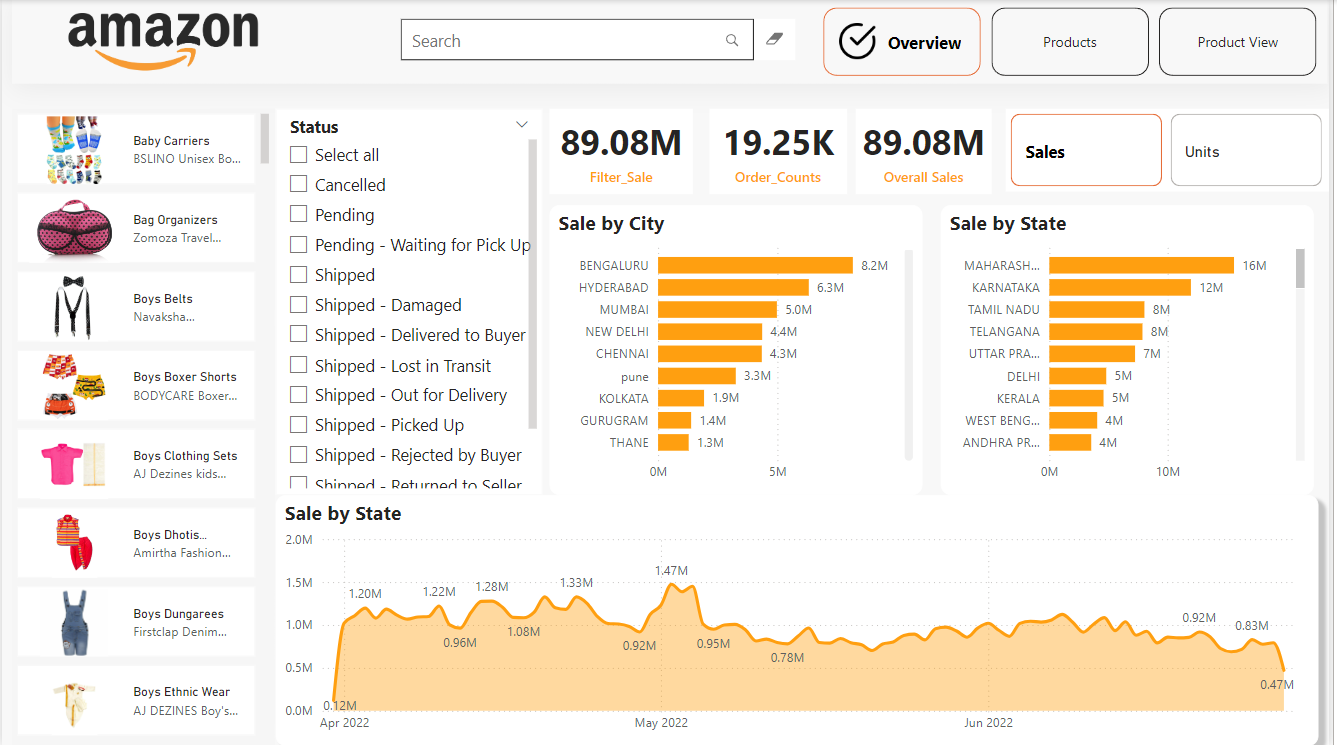 amazon
Search
Overview
Products
Product View
Baby Carriers
BSLINO Unisex Bo...
Bag Organizers
Zomoza Travel...
Boys Belts
Navaksha...
Boys Boxer Shorts
BODYCARE Boxer...
Boys Clothing Sets
AJ Dezines kids...
Boys Dhotis...
Amirtha Fashion...
Boys Dungarees
Firstclap Denim...
Boys Ethnic Wear
AJ DEZINES Boy's...
Status
Select all
Cancelled
Pending
Pending - Waiting for Pick Up
Shipped
Shipped - Damaged
Shipped - Delivered to Buyer
Shipped - Lost in Transit
Shipped - Out for Delivery
Shipped - Picked Up
Shipped - Rejected by Buyer
Shipped - Returned to Seller
89.08M
Filter_Sale
19.25K
Order_Counts
89.08M
Overall Sales
Sales
Units
Sale by City
BENGALURU 8.2M
HYDERABAD 6.3M
MUMBAI 5.0M
NEW DELHI 4.4M
CHENNAI 4.3M
pune 3.3M
KOLKATA 1.9M
GURUGRAM 1.4M
THANE 1.3M
0M 5M
Sale by State
MAHARASH... 16M
KARNATAKA 12M
TAMIL NADU 8M
TELANGANA 8M
UTTAR PRA... 7M
DELHI 5M
KERALA 5M
WEST BENG... 4M
ANDHRA PR... 4M
0M 10M
Sale by State
2.0M
1.5M
1.0M
0.5M
0.0M
0.12M
1.20M
1.22M
0.96M
1.28M
1.08M
1.33M
0.92M
1.47M
0.95M
0.78M
0.92M
0.83M
0.47M
Apr 2022 May 2022 Jun 2022